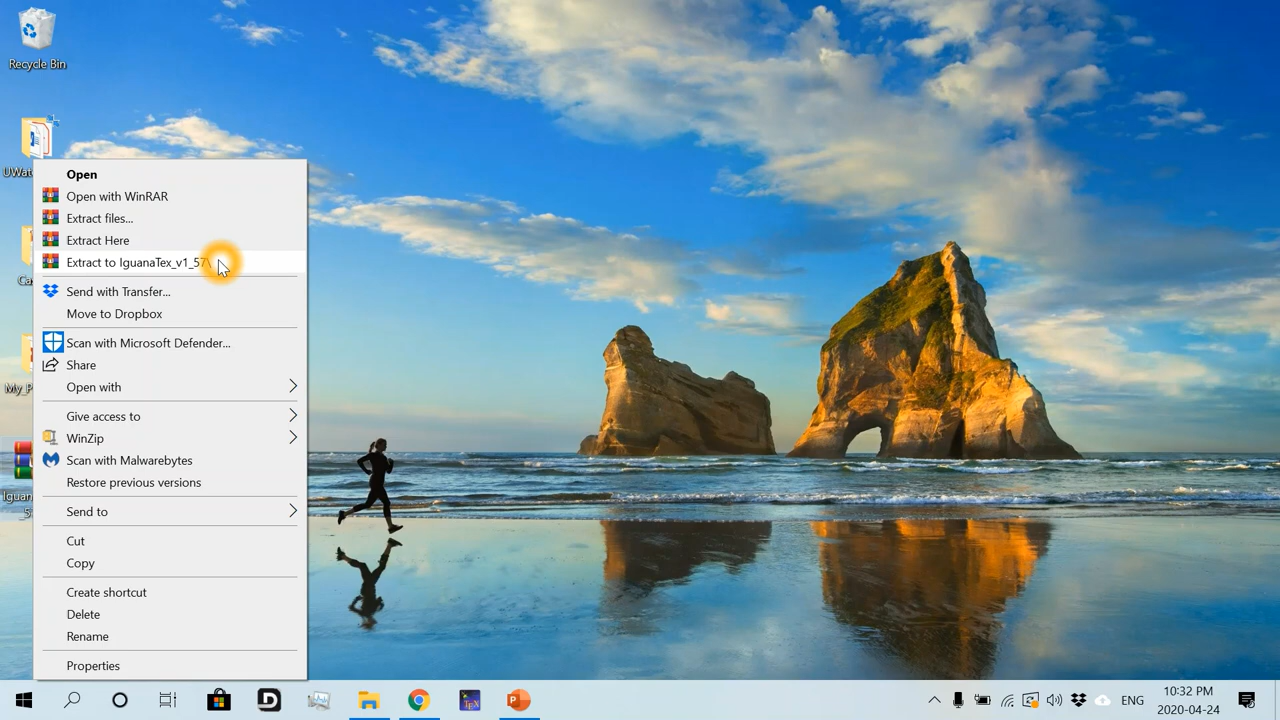 Recycle Bin
Open
Open with WinRAR
Extract files...
Extract Here
Extract to IguanaTex_v1_57\
Send with Transfer...
Move to Dropbox
Scan with Microsoft Defender...
Share
Open with
Give access to
WinZip
Scan with Malwarebytes
Restore previous versions
Send to
Cut
Copy
Create shortcut
Delete
Rename
Properties
ENG
10:32 PM
2020-04-24